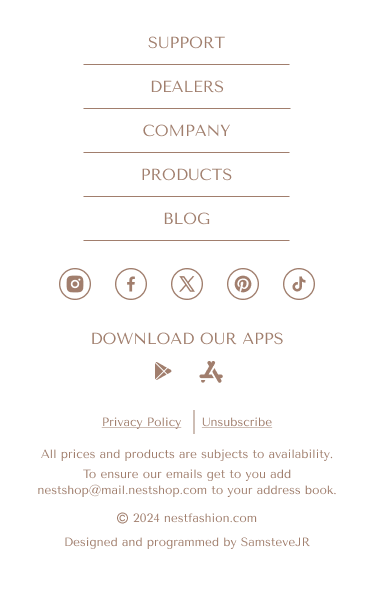 SUPPORT
DEALERS
COMPANY
PRODUCTS
BLOG
DOWNLOAD OUR APPS
Privacy Policy Unsubscribe
All prices and products are subjects to availability.
To ensure our emails get to you add
nestshop@mail.nestshop.com to your address book.
© 2024 nestfashion.com
Designed and programmed by SamsteveJR